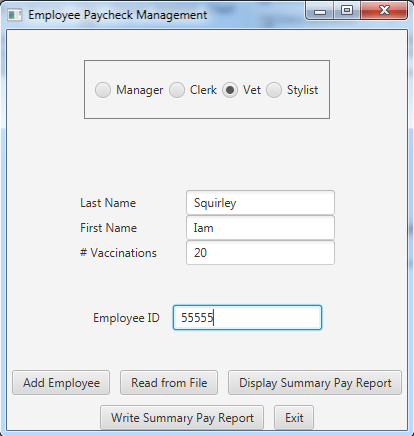 Employee Paycheck Management
Manager Clerk Vet Stylist
Last Name Squirley
First Name Iam
# Vaccinations 20
Employee ID 55555
Add Employee Read from File Display Summary Pay Report
Write Summary Pay Report Exit